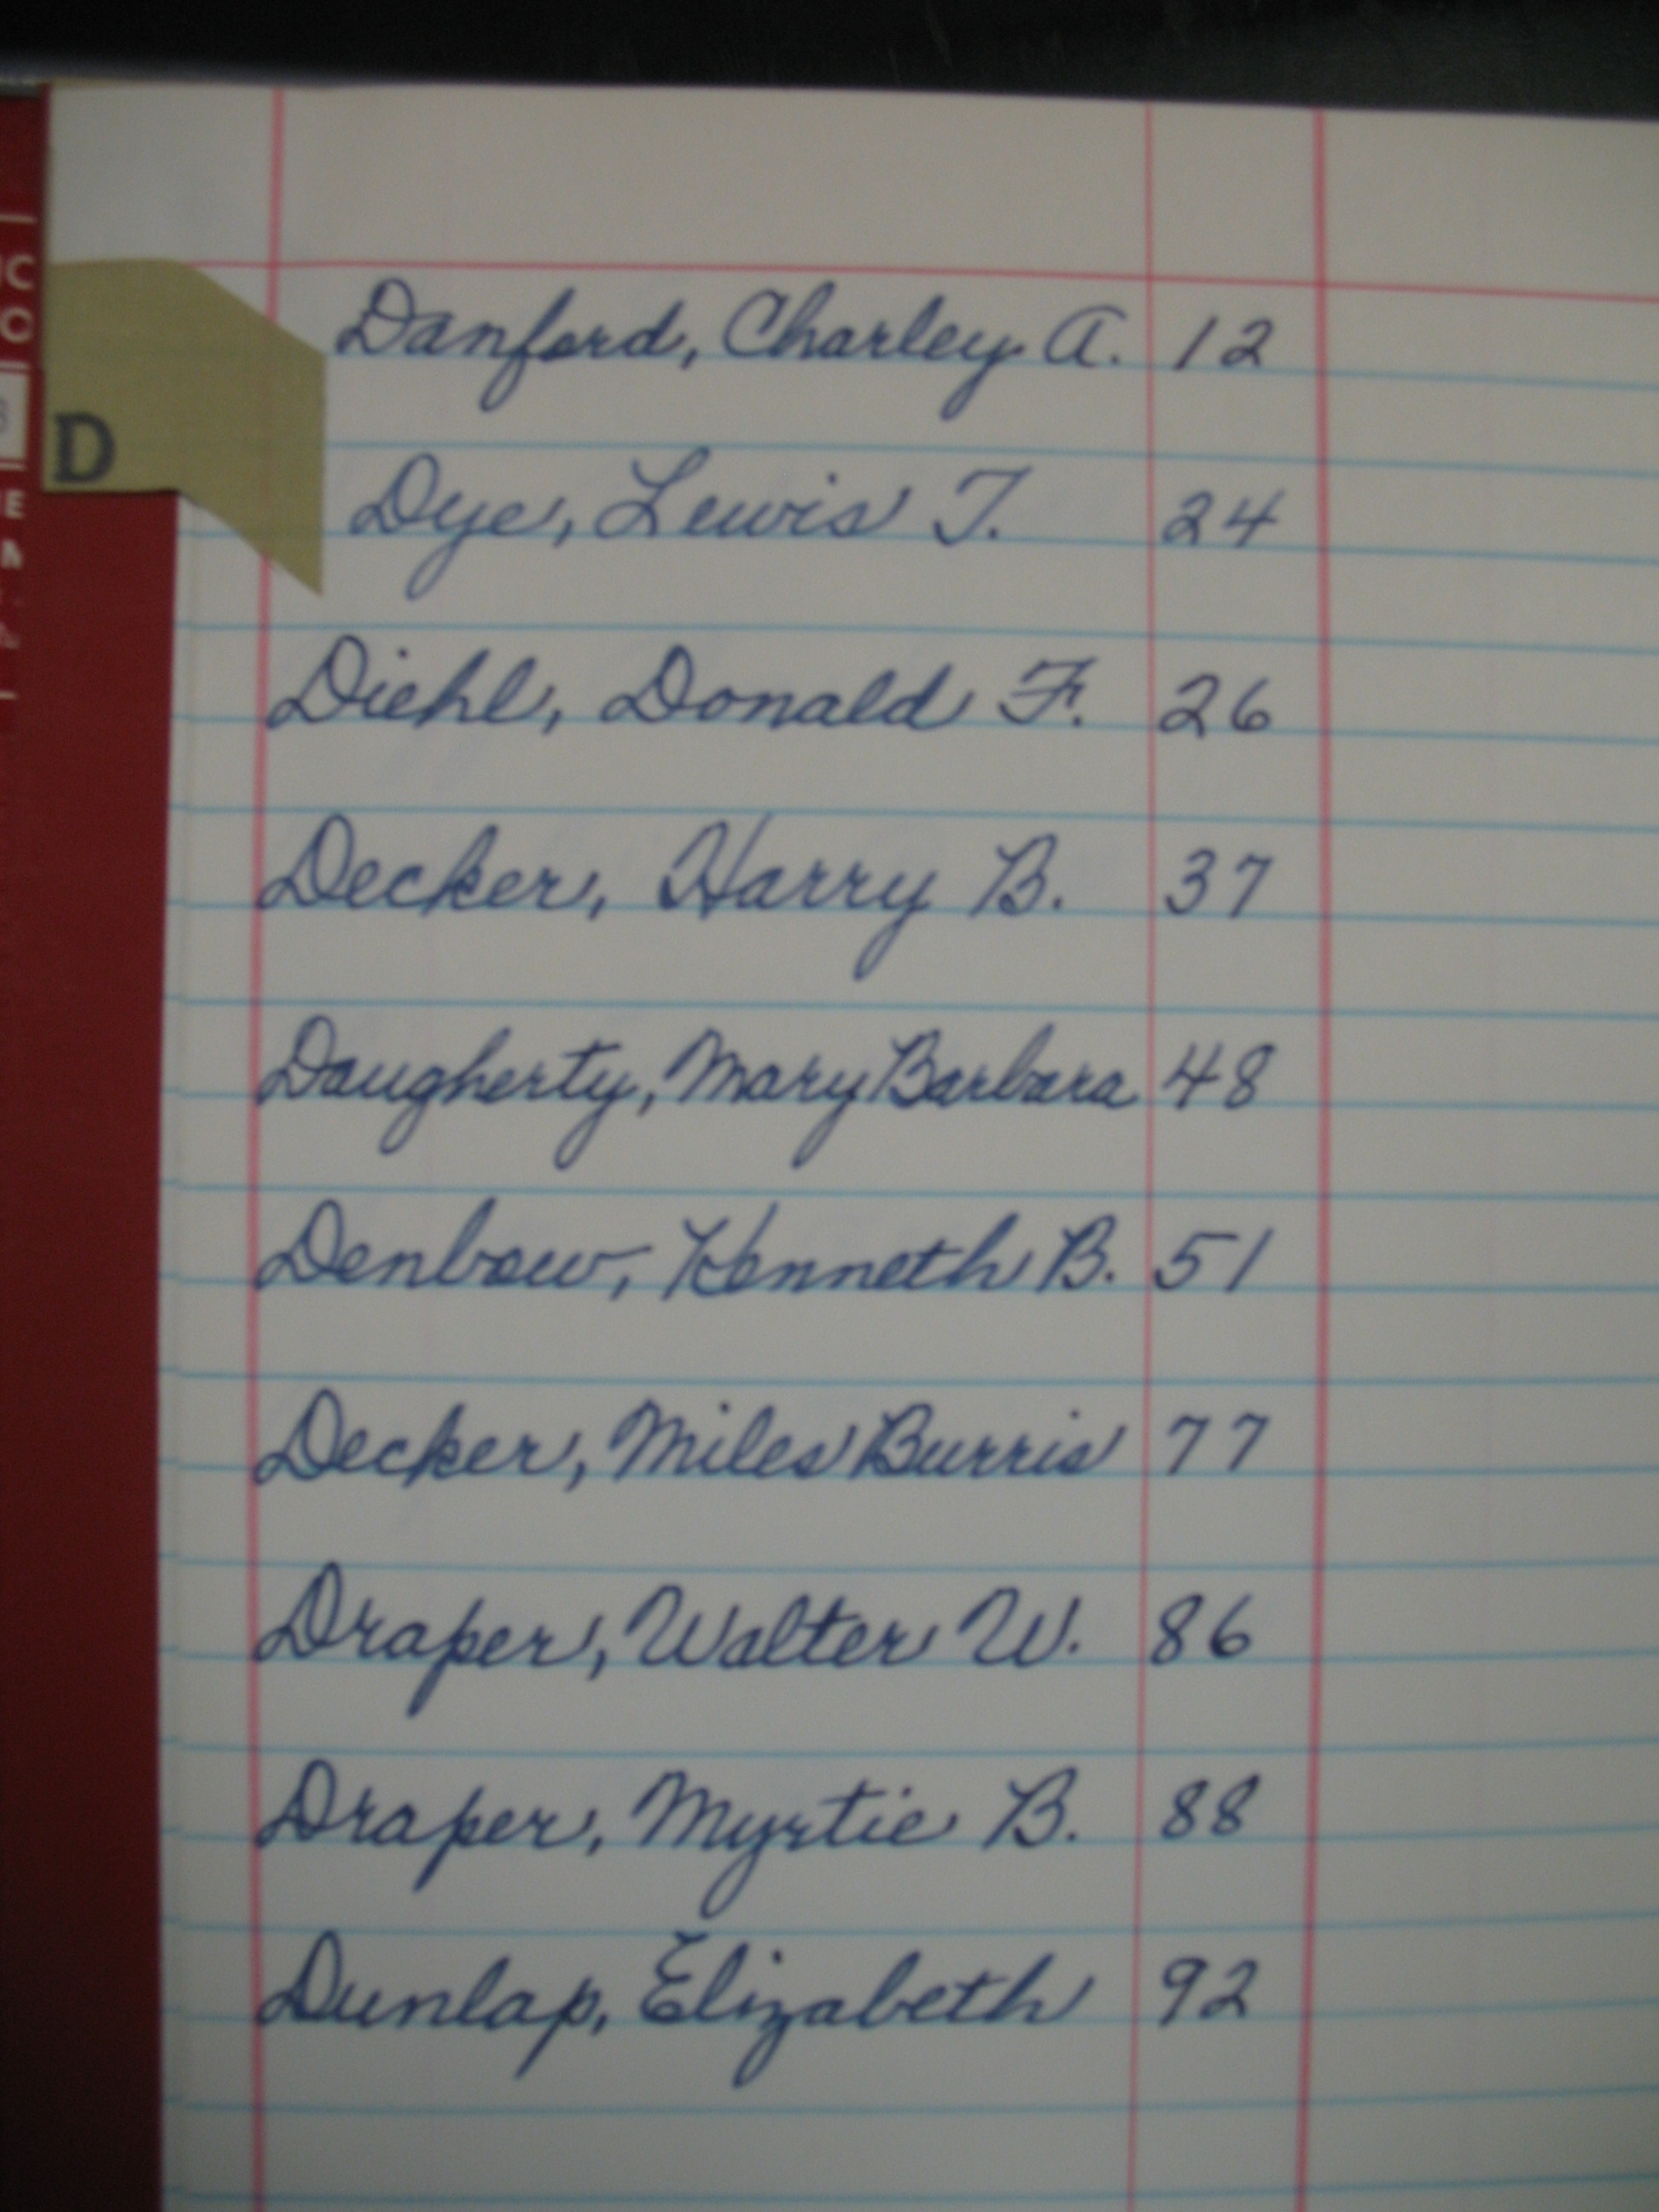 D
Danford, Charley A. 12
Dye, Lewis T. 24
Diehl, Donald F. 26
Decker, Harry B. 37
Daugherty, Mary Barbara 48
Denbow, Kenneth B. 51
Decker, Miles Burris 77
Draper, Walter W. 86
Draper, Myrtie B. 88
Dunlap, Elizabeth 92